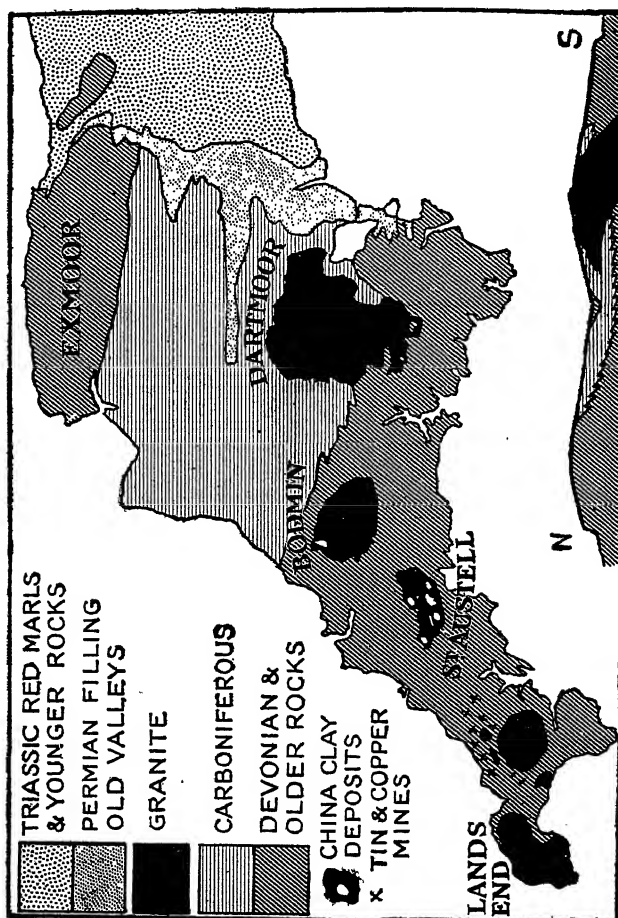 TRIASSIC RED MARLS
& YOUNGER ROCKS
PERMIAN FILLING
OLD VALLEYS
GRANITE
CARBONIFEROUS
DEVONIAN &
OLDER ROCKS
CHINA CLAY
DEPOSITS
x TIN & COPPER
MINES
EXMOOR
DARTMOOR
BODMIN
ST AUSTELL
LANDS
END
N
S